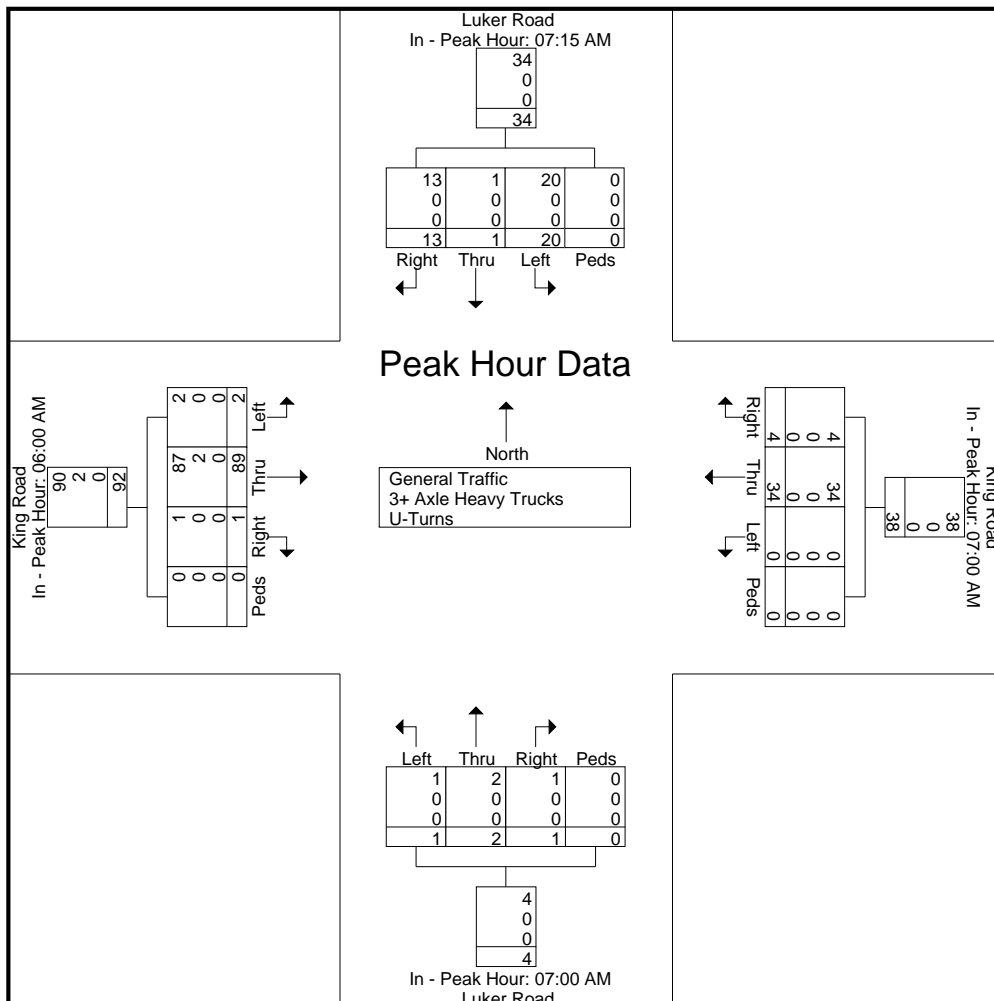 Luker Road
In - Peak Hour: 07:15 AM
34
0
0
34
13 1 20 0
0 0 0 0
0 0 0 0
13 1 20 0
Right Thru Left Peds
Peak Hour Data
North
General Traffic
3+ Axle Heavy Trucks
U-Turns
King Road
In - Peak Hour: 06:00 AM
90
2
0
92
2 0 0 2
Left
87 2 0 89
Thru
1 0 0 1
Right
0 0 0 0
Peds
King Road
In - Peak Hour: 07:00 AM
38
0
0
38
Right
4 0 0 4
Thru
34 0 0 34
Left
0 0 0 0
Peds
0 0 0 0
Left Thru Right Peds
1 2 1 0
0 0 0 0
0 0 0 0
1 2 1 0
4
0
0
4
In - Peak Hour: 07:00 AM
Luker Road